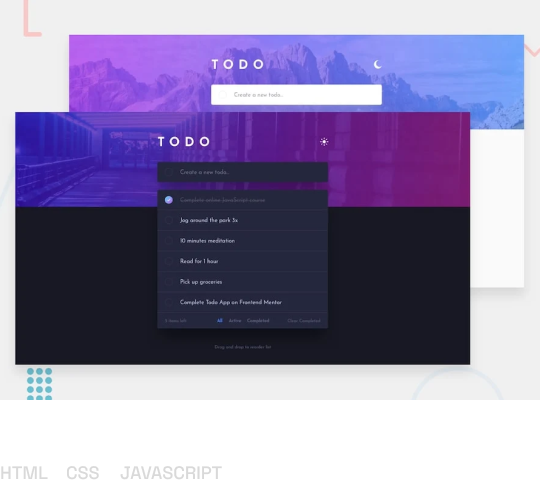 TODO
Create a new todo..
TODO
Create a new todo..
Complete online JavaScript course
Jog around the park 3x
10 minutes meditation
Read for 1 hour
Pick up groceries
Complete Todo App on Frontend Mentor
items left All Active Completed Clear Completed
Drag and drop to reorder list
HTML CSS JAVASCRIPT